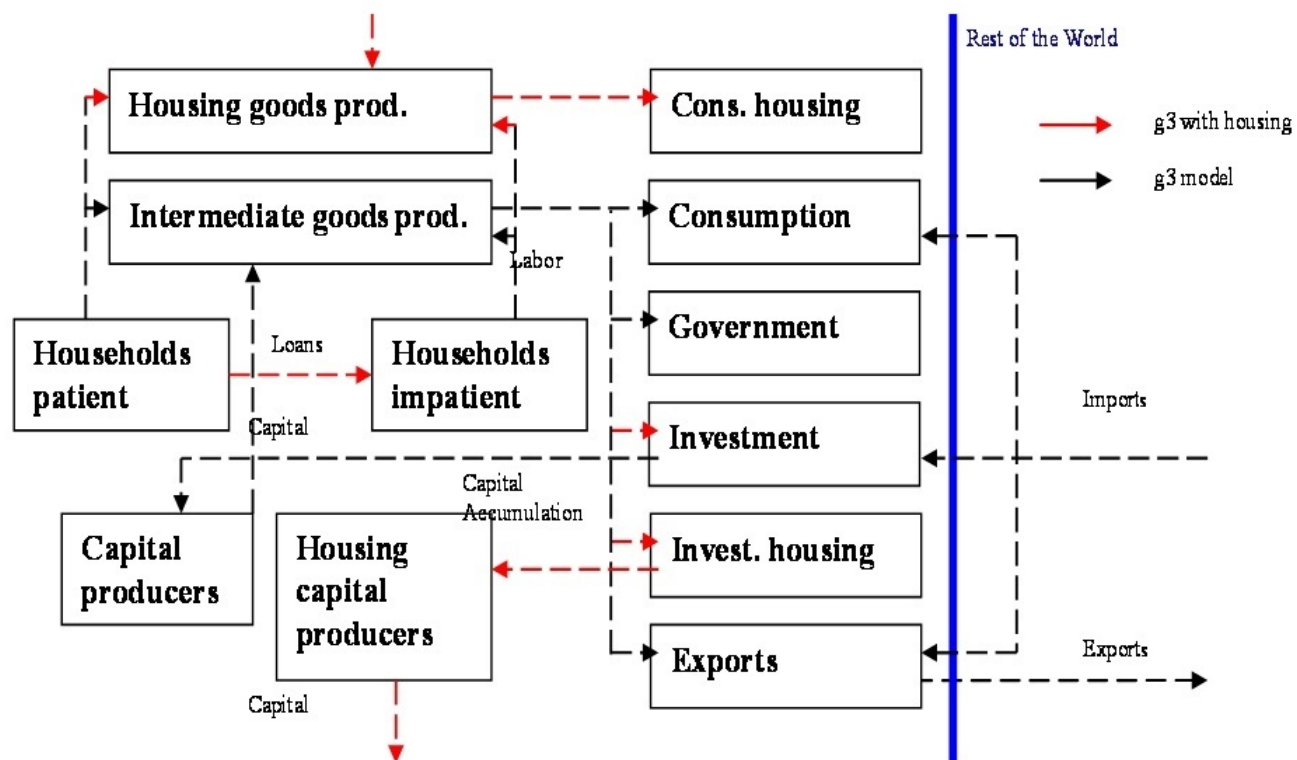 Rest of the World
Housing goods prod.
Cons. housing
g3 with housing
g3 model
Intermediate goods prod.
Consumption
Labor
Government
Households
patient
Loans
Households
impatient
Imports
Capital
Investment
Capital
Accumulation
Capital
producers
Housing
capital
producers
Invest. housing
Exports
Exports
Capital